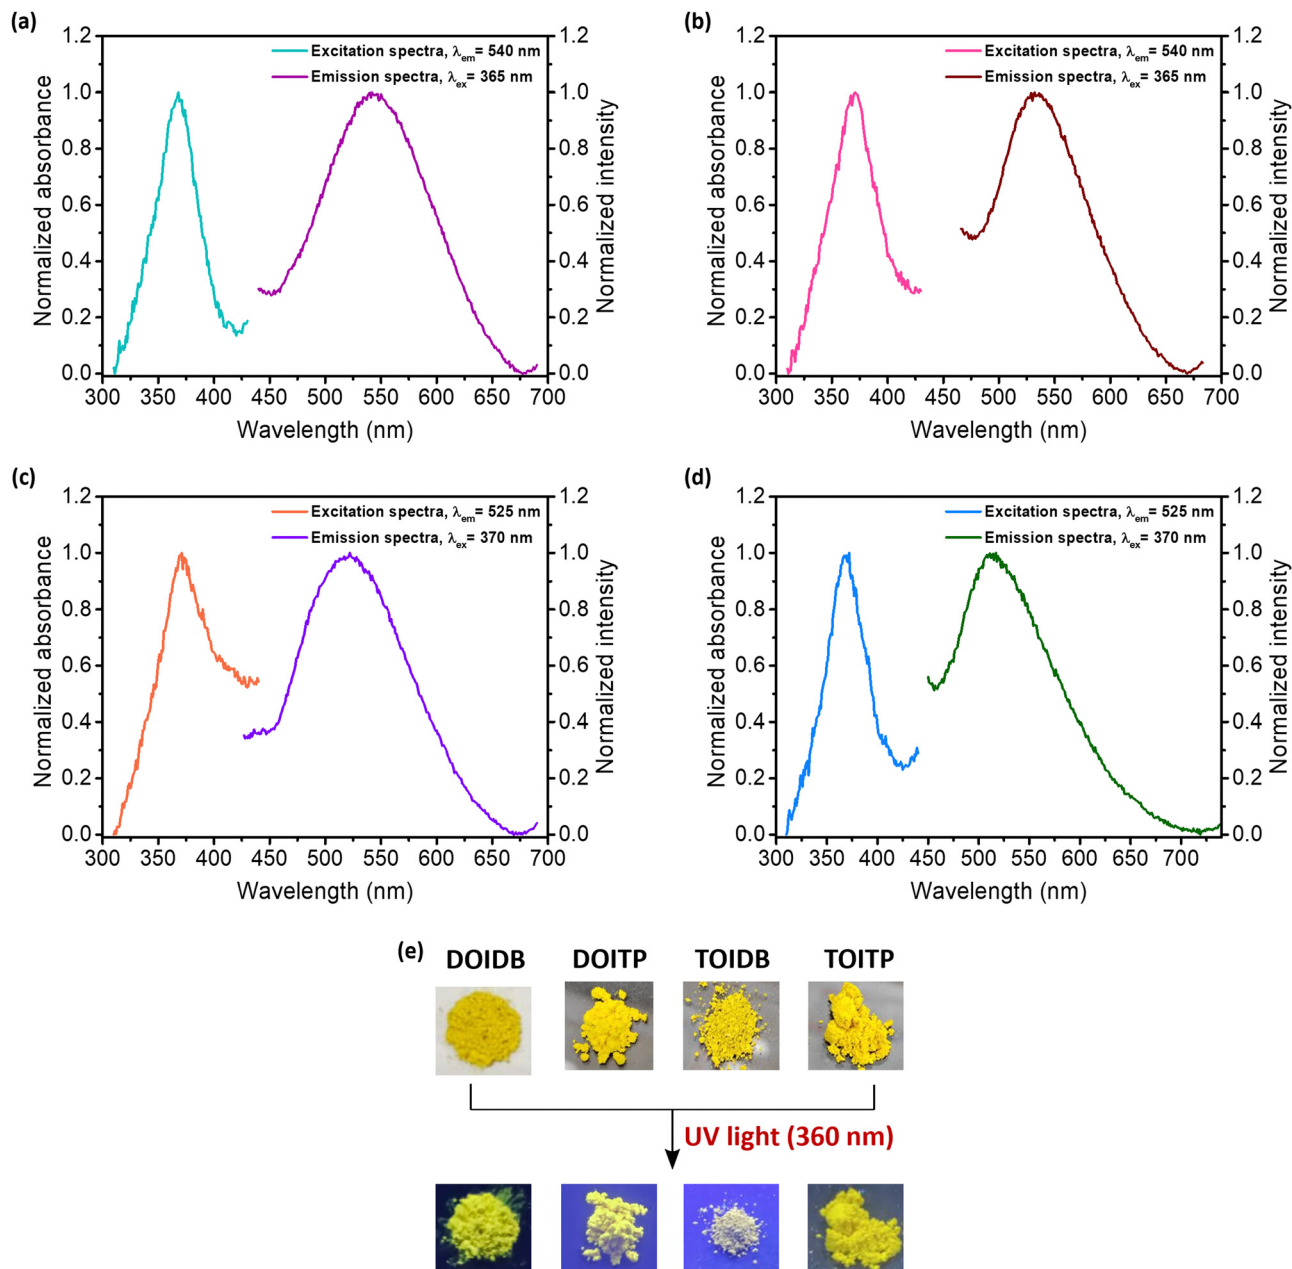 (a)
Excitation spectra, λem= 540 nm
Emission spectra, λex= 365 nm
Normalized absorbance
Normalized intensity
1.2
1.0
0.8
0.6
0.4
0.2
0.0
1.2
1.0
0.8
0.6
0.4
0.2
0.0
300 350 400 450 500 550 600 650 700
Wavelength (nm)
(b)
Excitation spectra, λem= 540 nm
Emission spectra, λex= 365 nm
Normalized absorbance
Normalized intensity
1.2
1.0
0.8
0.6
0.4
0.2
0.0
1.2
1.0
0.8
0.6
0.4
0.2
0.0
300 350 400 450 500 550 600 650 700
Wavelength (nm)
(c)
Excitation spectra, λem= 525 nm
Emission spectra, λex= 370 nm
Normalized absorbance
Normalized intensity
1.2
1.0
0.8
0.6
0.4
0.2
0.0
1.2
1.0
0.8
0.6
0.4
0.2
0.0
300 350 400 450 500 550 600 650 700
Wavelength (nm)
(d)
Excitation spectra, λem= 525 nm
Emission spectra, λex= 370 nm
Normalized absorbance
Normalized intensity
1.2
1.0
0.8
0.6
0.4
0.2
0.0
1.2
1.0
0.8
0.6
0.4
0.2
0.0
300 350 400 450 500 550 600 650 700
Wavelength (nm)
(e)
DOIDB DOITP TOIDB TOITP
UV light (360 nm)